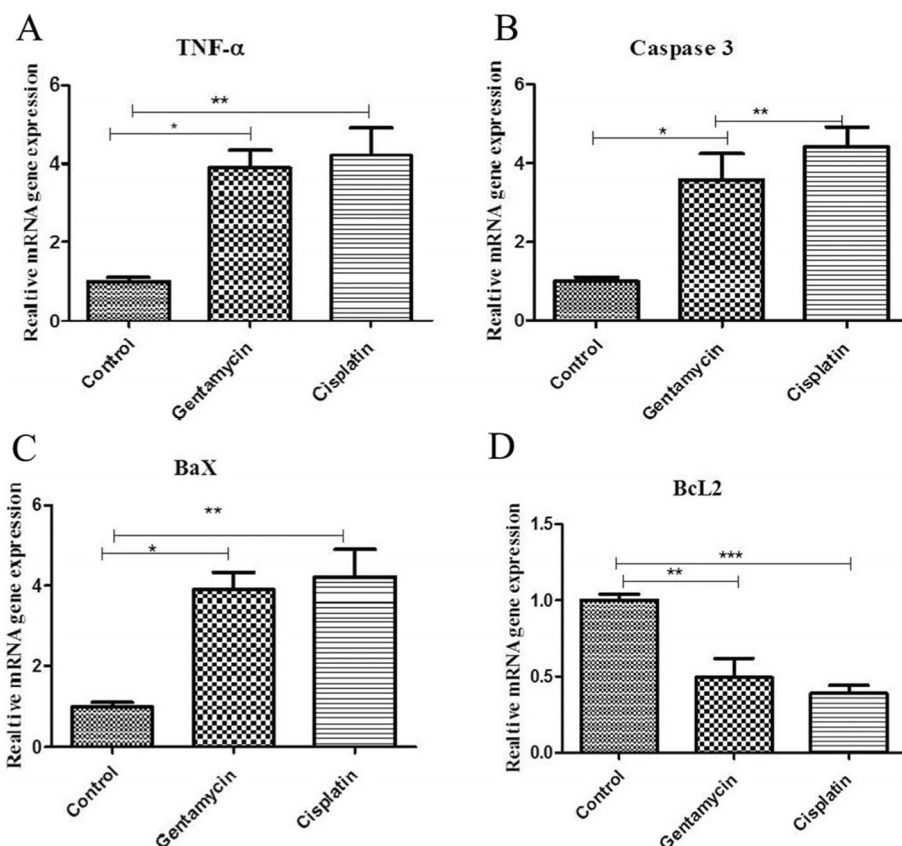 A
TNF-α
Realtive mRNA gene expression
6
4
2
0
**
*
Control
Gentamycin
Cisplatin
B
Caspase 3
Realtive mRNA gene expression
6
4
2
0
*
**
Control
Gentamycin
Cisplatin
C
BaX
Realtive mRNA gene expression
6
4
2
0
**
*
Control
Gentamycin
Cisplatin
D
BcL2
Realtive mRNA gene expression
1.5
1.0
0.5
0.0
***
**
Control
Gentamycin
Cisplatin